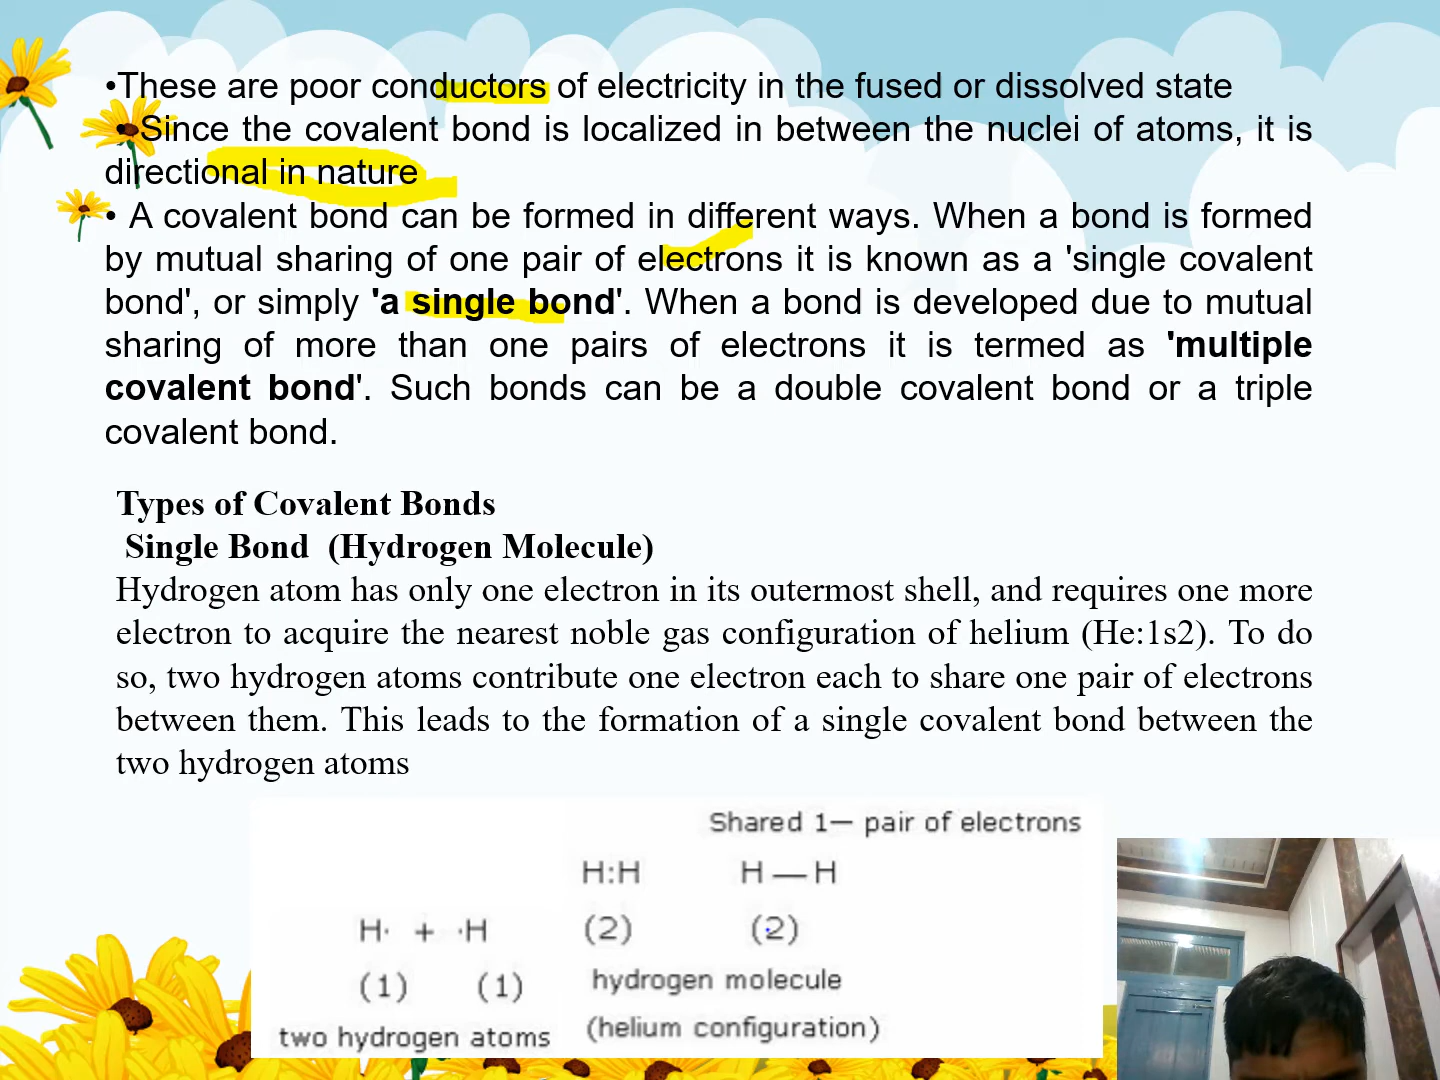 •These are poor conductors of electricity in the fused or dissolved state
• Since the covalent bond is localized in between the nuclei of atoms, it is
directional in nature
• A covalent bond can be formed in different ways. When a bond is formed
by mutual sharing of one pair of electrons it is known as a 'single covalent
bond', or simply 'a single bond'. When a bond is developed due to mutual
sharing of more than one pairs of electrons it is termed as 'multiple
covalent bond'. Such bonds can be a double covalent bond or a triple
covalent bond.
Types of Covalent Bonds
Single Bond (Hydrogen Molecule)
Hydrogen atom has only one electron in its outermost shell, and requires one more
electron to acquire the nearest noble gas configuration of helium (He:1s2). To do
so, two hydrogen atoms contribute one electron each to share one pair of electrons
between them. This leads to the formation of a single covalent bond between the
two hydrogen atoms
Shared 1— pair of electrons
H:H H — H
H· + ·H (2) (2)
(1) (1) hydrogen molecule
two hydrogen atoms (helium configuration)